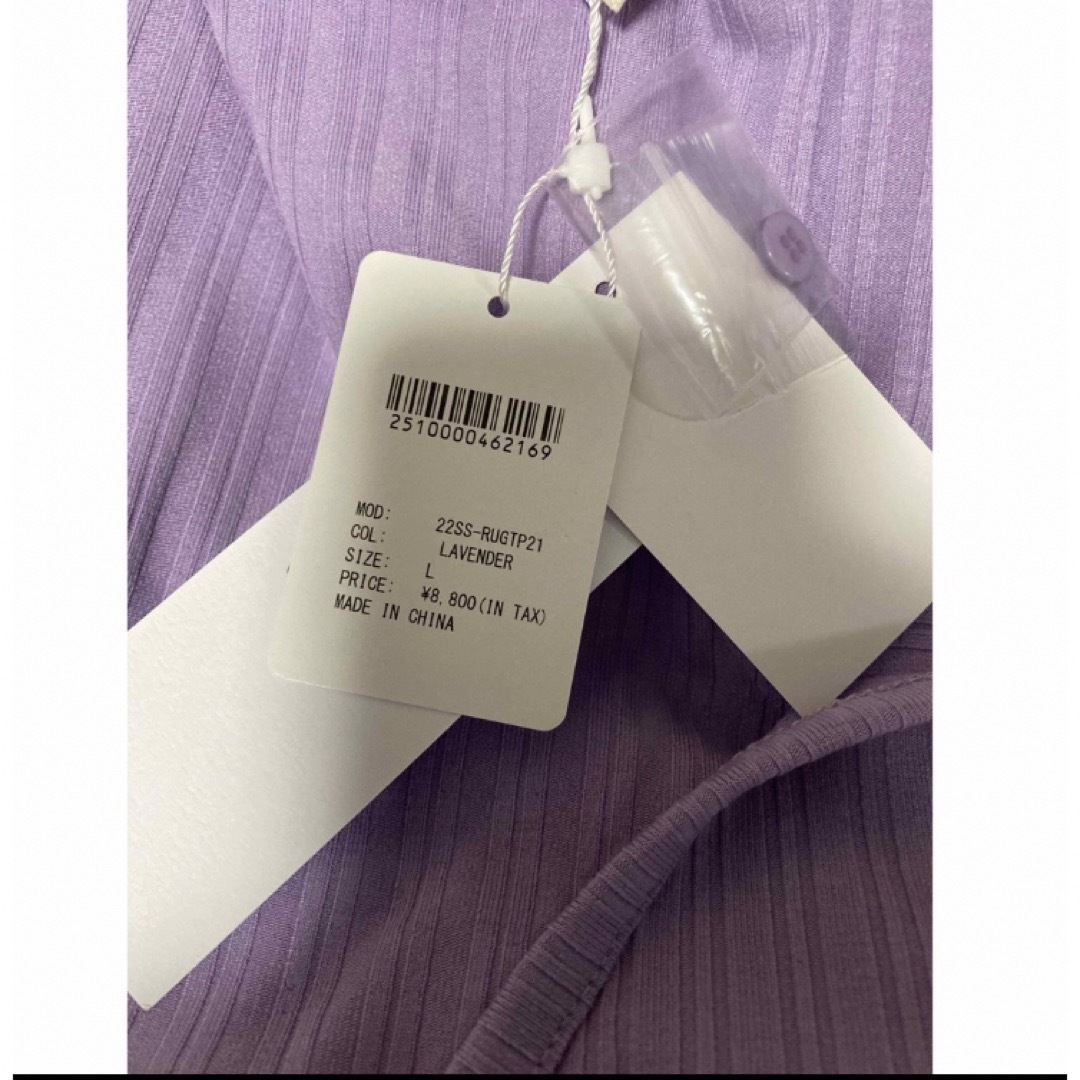 2510000462169
MOD: 22SS-RUGTP21
COL: LAVENDER
SIZE: L
PRICE: ¥8,800(IN TAX)
MADE IN CHINA